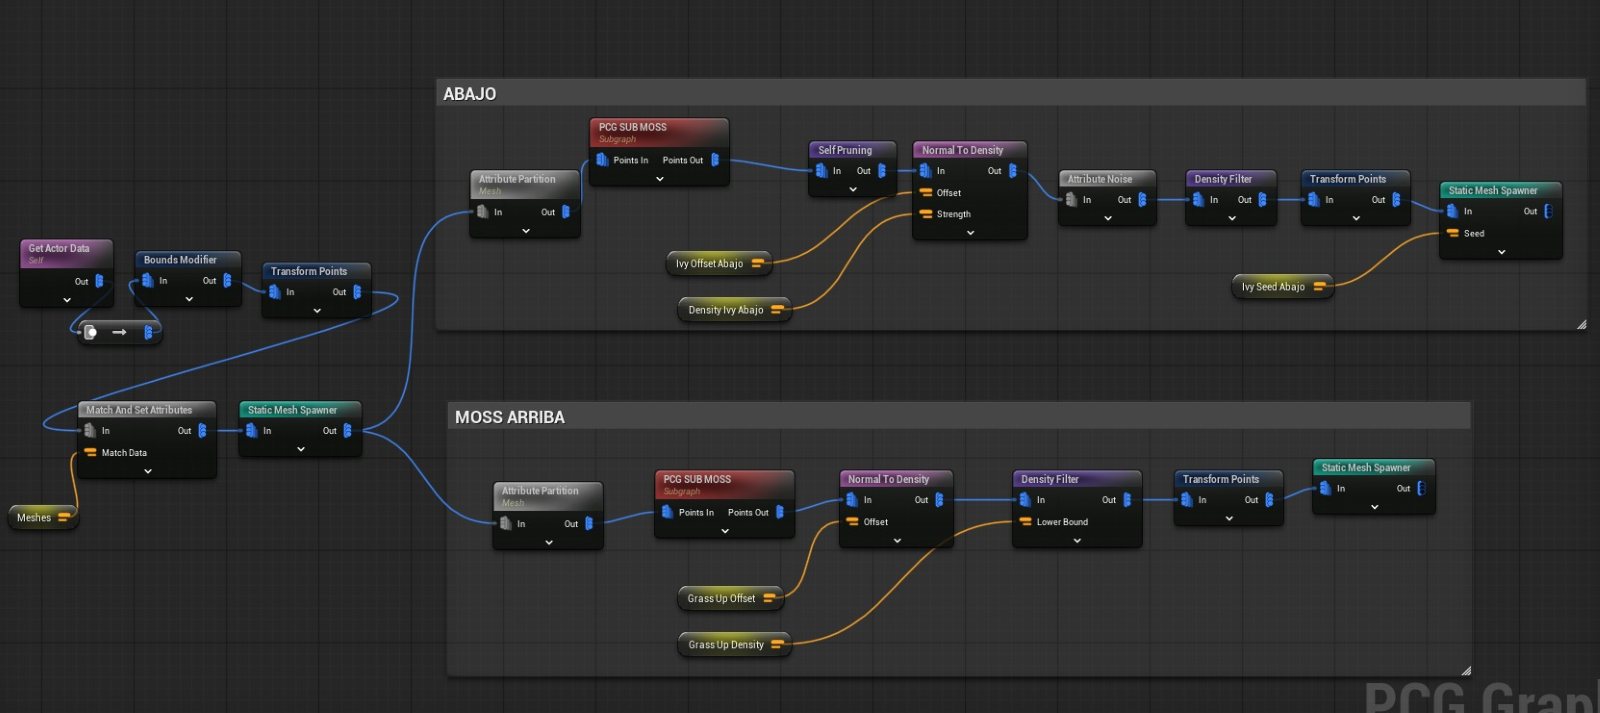 ABAJO
PCG SUB MOSS
Subgraph
Points In Points Out
Attribute Partition
Mesh
In Out
Self Pruning
In Out
Normal To Density
In Out
Offset
Strength
Attribute Noise
In Out
Density Filter
In Out
Transform Points
In Out
Static Mesh Spawner
In Out
Seed
Ivy Offset Abajo
Density Ivy Abajo
Ivy Seed Abajo
Get Actor Data
Self
Out
Bounds Modifier
In Out
Transform Points
In Out
Match And Set Attributes
In Out
Match Data
Static Mesh Spawner
In Out
Meshes
MOSS ARRIBA
Attribute Partition
Mesh
In Out
PCG SUB MOSS
Subgraph
Points In Points Out
Normal To Density
In Out
Offset
Density Filter
In Out
Lower Bound
Transform Points
In Out
Static Mesh Spawner
In Out
Grass Up Offset
Grass Up Density
PCG Grap